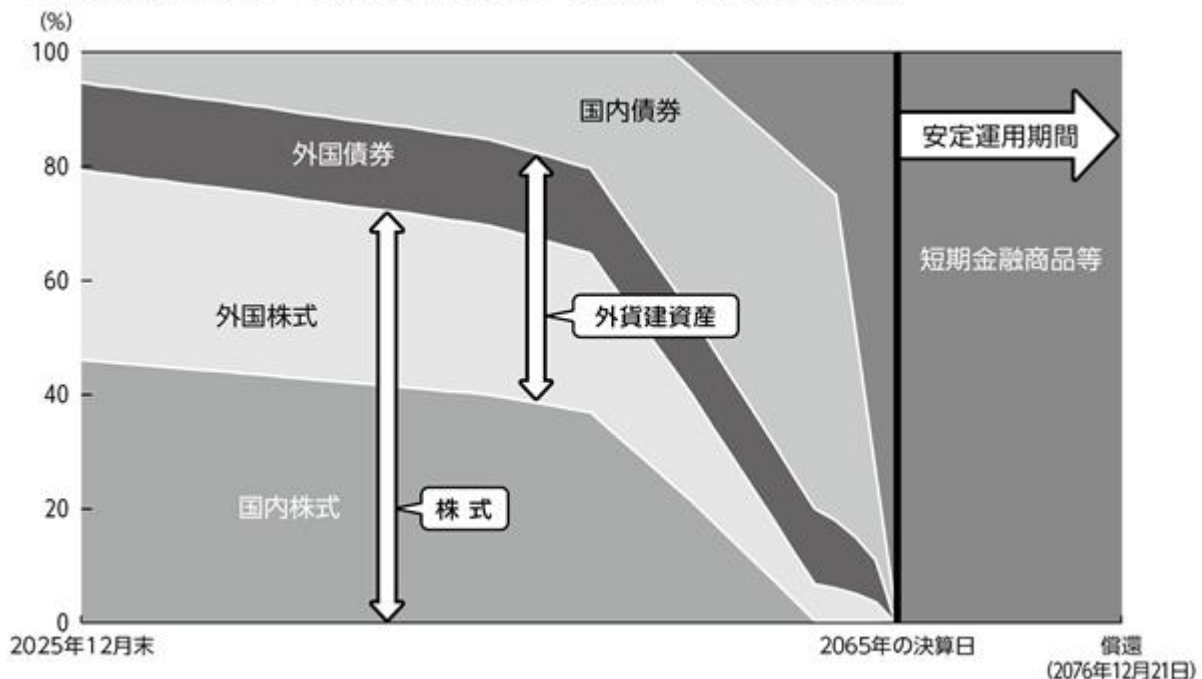 (%)
100
80
60
40
20
0
国内債券
外国債券
外国株式
国内株式
外貨建資産
株 式
安定運用期間
短期金融商品等
2025年12月末
2065年の決算日
償還
(2076年12月21日)